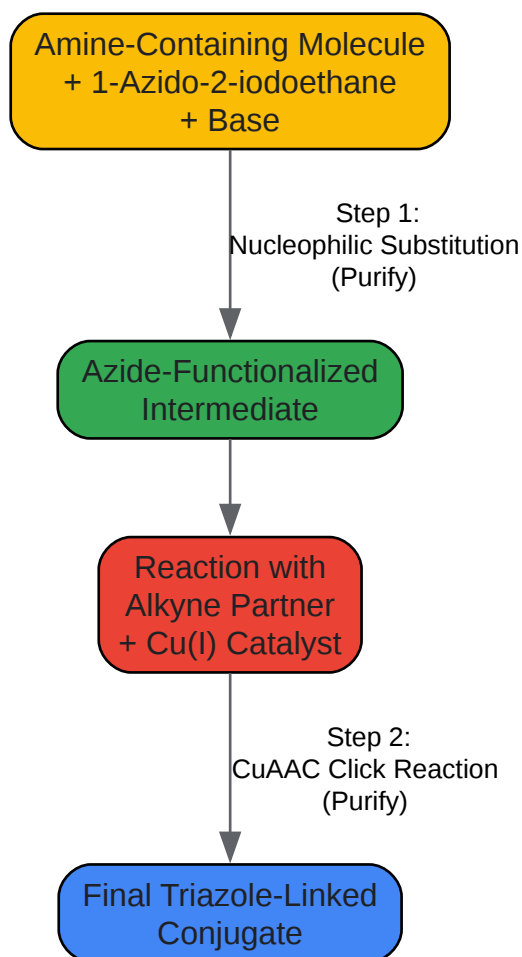 Amine-Containing Molecule
+ 1-Azido-2-iodoethane
+ Base
Step 1:
Nucleophilic Substitution
(Purify)
Azide-Functionalized
Intermediate
Reaction with
Alkyne Partner
+ Cu(I) Catalyst
Step 2:
CuAAC Click Reaction
(Purify)
Final Triazole-Linked
Conjugate